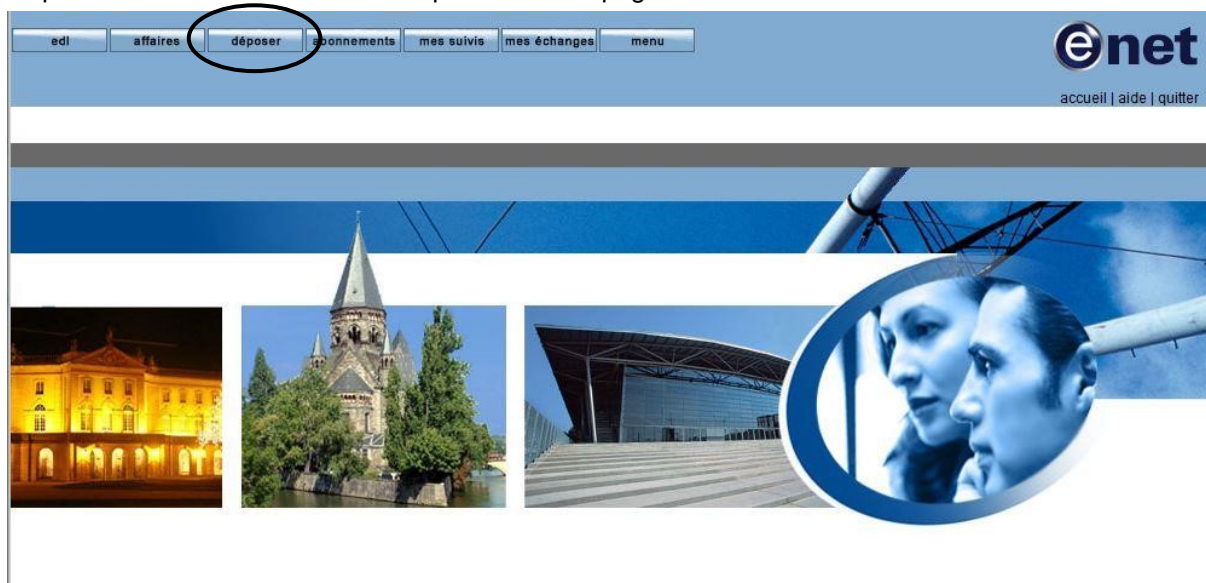 edl affaires déposer abonnements mes suivis mes échanges menu
enet
accueil | aide | quitter